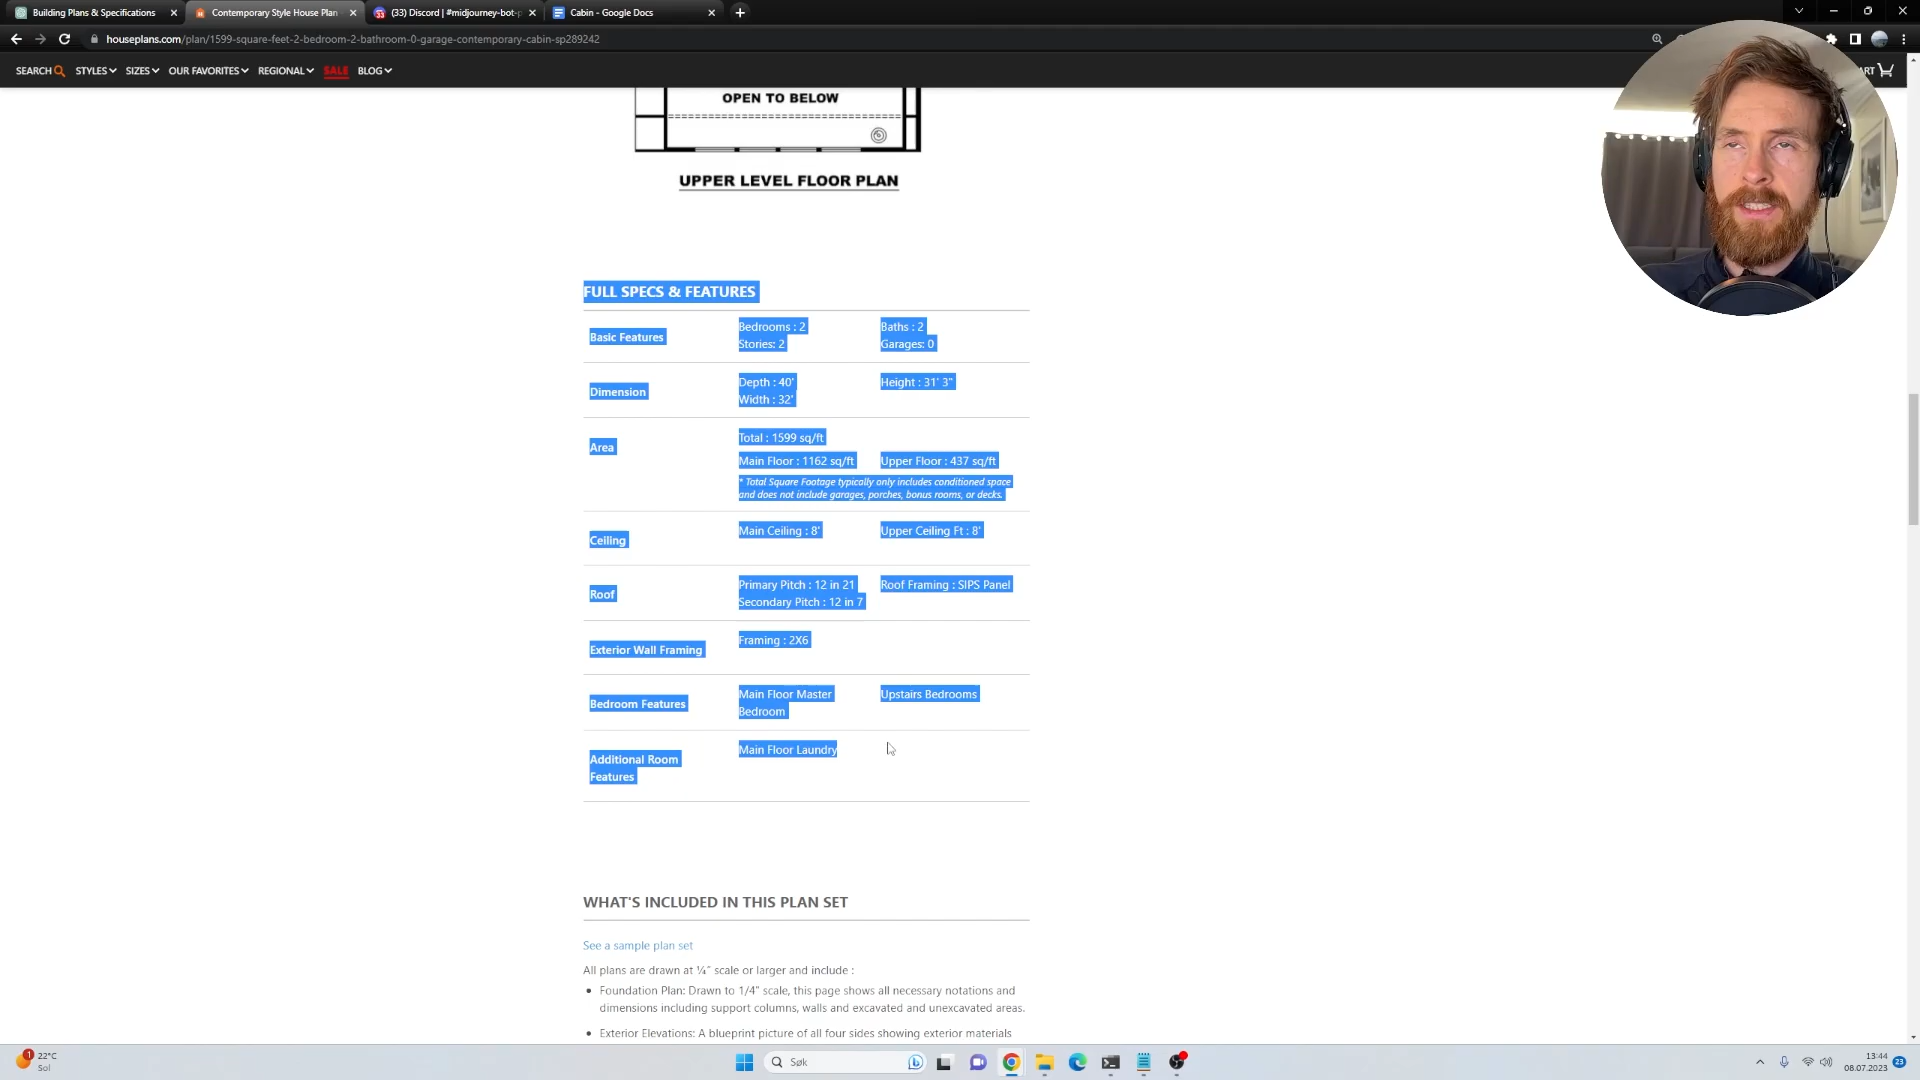 Building Plans & Specifications
Contemporary Style House Plan
(33) Discord | #midjourney-bot-p
Cabin - Google Docs
houseplans.com/plan/1599-square-feet-2-bedroom-2-bathroom-0-garage-contemporary-cabin-sp289242
SEARCH STYLES SIZES OUR FAVORITES REGIONAL SALE BLOG
OPEN TO BELOW
UPPER LEVEL FLOOR PLAN
FULL SPECS & FEATURES
Basic Features
Bedrooms : 2
Stories: 2
Baths : 2
Garages: 0
Dimension
Depth : 40'
Width : 32'
Height : 31' 3"
Area
Total : 1599 sq/ft
Main Floor : 1162 sq/ft
Upper Floor : 437 sq/ft
* Total Square Footage typically only includes conditioned space
and does not include garages, porches, bonus rooms, or decks.
Ceiling
Main Ceiling : 8'
Upper Ceiling Ft : 8'
Roof
Primary Pitch : 12 in 21
Secondary Pitch : 12 in 7
Roof Framing : SIPS Panel
Exterior Wall Framing
Framing : 2X6
Bedroom Features
Main Floor Master
Bedroom
Upstairs Bedrooms
Additional Room
Features
Main Floor Laundry
WHAT'S INCLUDED IN THIS PLAN SET
See a sample plan set
All plans are drawn at ¼" scale or larger and include :
Foundation Plan: Drawn to 1/4" scale, this page shows all necessary notations and
dimensions including support columns, walls and excavated and unexcavated areas.
Exterior Elevations: A blueprint picture of all four sides showing exterior materials
1
22°C
Sol
Søk
13:44
08.07.2023
23